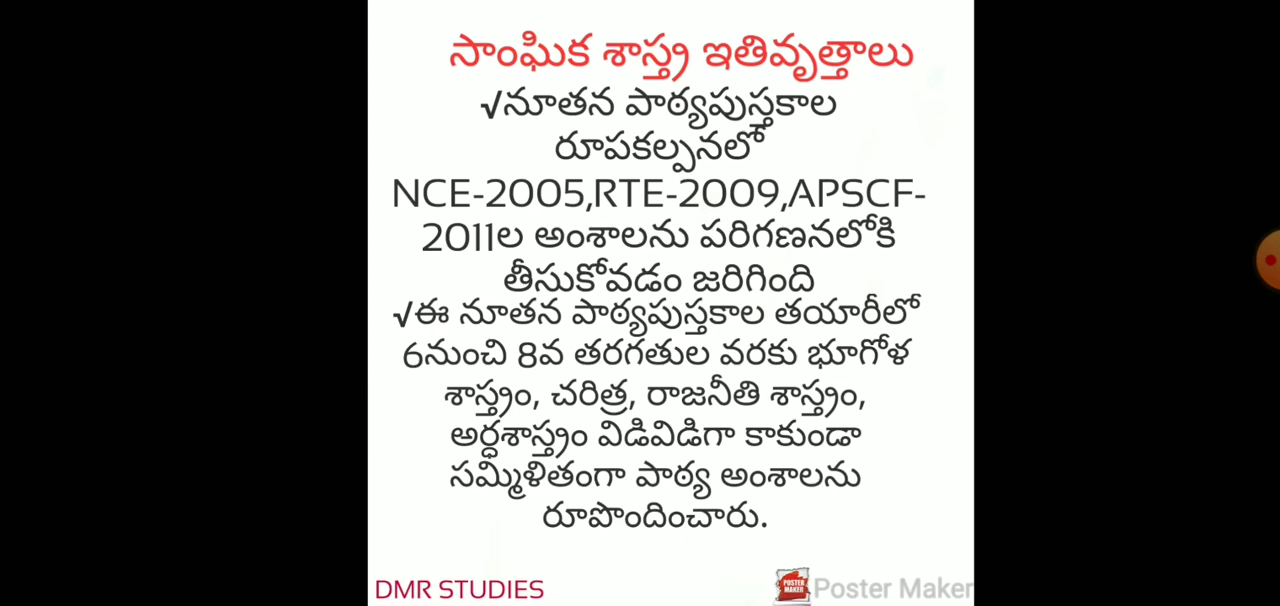 సాంఘిక శాస్త్ర ఇతివృత్తాలు
√నూతన పాఠ్యపుస్తకాల
రూపకల్పనలో
NCE-2005,RTE-2009,APSCF-
2011ల అంశాలను పరిగణనలోకి
తీసుకోవడం జరిగింది
√ఈ నూతన పాఠ్యపుస్తకాల తయారీలో
6నుంచి 8వ తరగతుల వరకు భూగోళ
శాస్త్రం, చరిత్ర, రాజనీతి శాస్త్రం,
అర్ధశాస్త్రం విడివిడిగా కాకుండా
సమ్మిళితంగా పాఠ్య అంశాలను
రూపొందించారు.
DMR STUDIES
POSTER MAKER Poster Maker